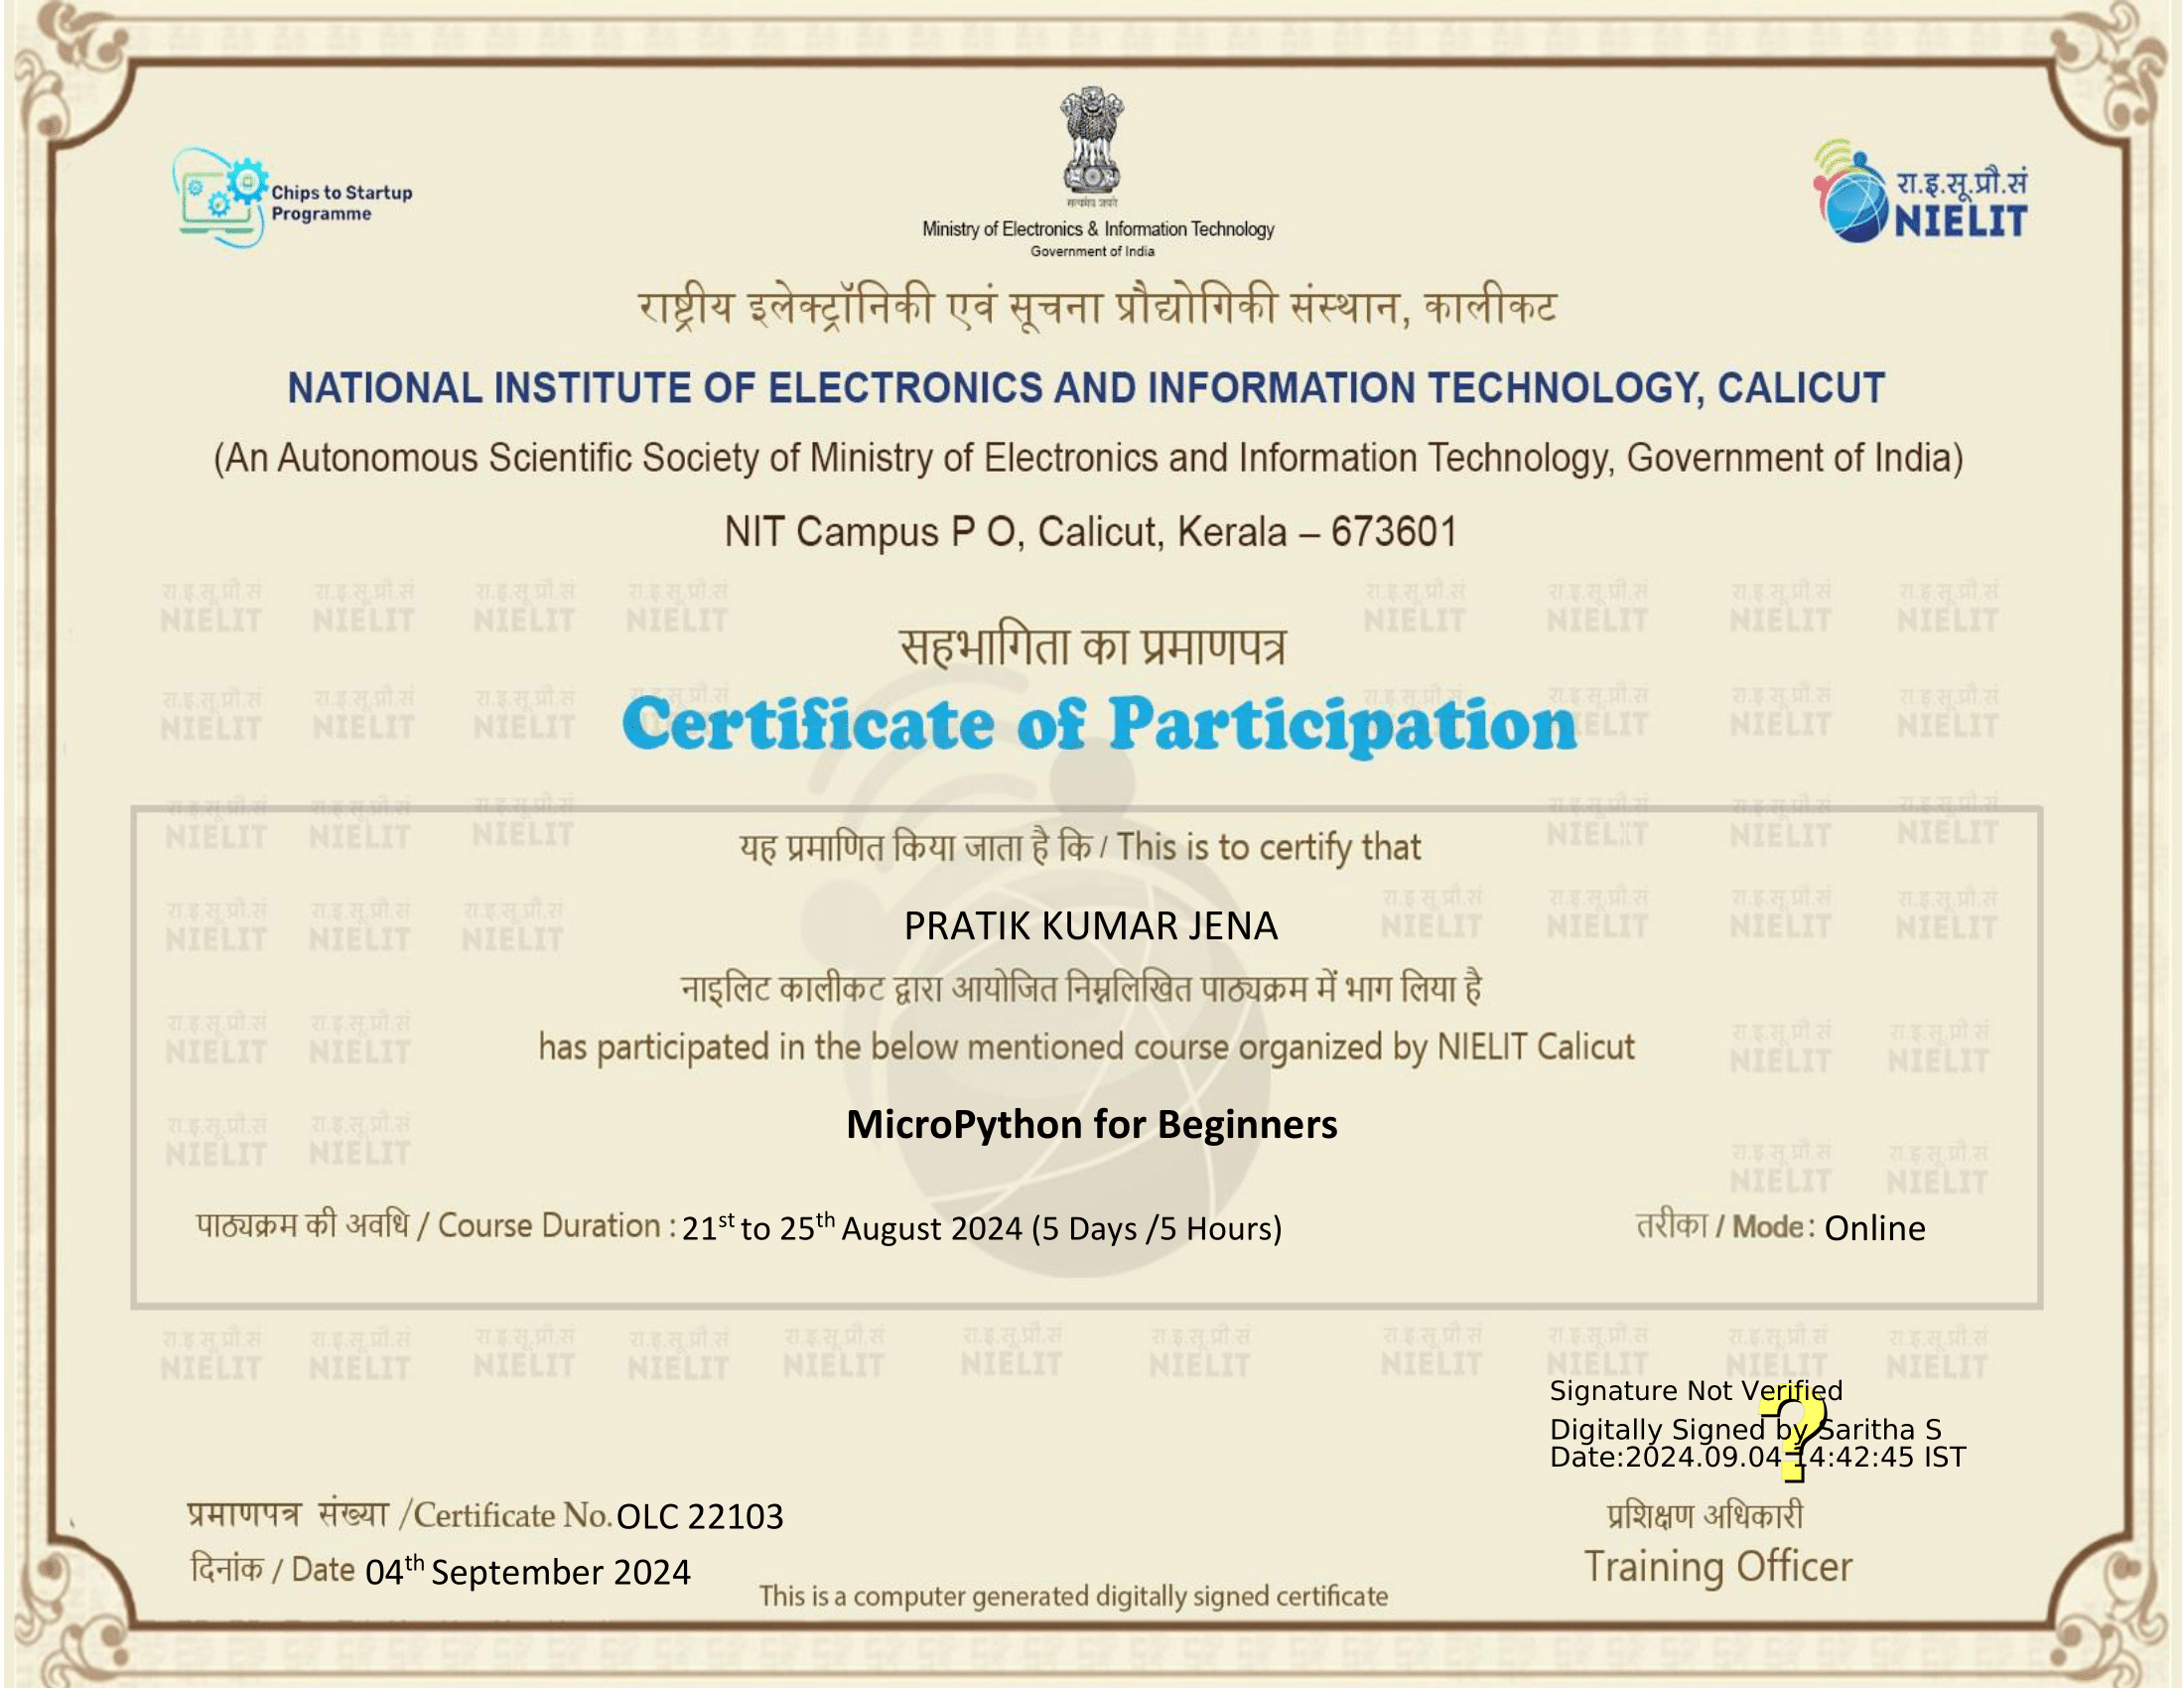 Chips to Startup
Programme
सत्यमेव जयते
Ministry of Electronics & Information Technology
Government of India
रा.इ.सू.प्रौ.सं
NIELIT
राष्ट्रीय इलेक्ट्रॉनिकी एवं सूचना प्रौद्योगिकी संस्थान, कालीकट
NATIONAL INSTITUTE OF ELECTRONICS AND INFORMATION TECHNOLOGY, CALICUT
(An Autonomous Scientific Society of Ministry of Electronics and Information Technology, Government of India)
NIT Campus P O, Calicut, Kerala – 673601
सहभागिता का प्रमाणपत्र
Certificate of Participation
यह प्रमाणित किया जाता है कि / This is to certify that
PRATIK KUMAR JENA
नाइलिट कालीकट द्वारा आयोजित निम्नलिखित पाठ्यक्रम में भाग लिया है
has participated in the below mentioned course organized by NIELIT Calicut
MicroPython for Beginners
पाठ्यक्रम की अवधि / Course Duration : 21st to 25th August 2024 (5 Days /5 Hours) तरीका / Mode: Online
Signature Not Verified
Digitally Signed by Saritha S
Date:2024.09.04 14:42:45 IST
प्रमाणपत्र संख्या /Certificate No. OLC 22103
प्रशिक्षण अधिकारी
दिनांक / Date 04th September 2024
Training Officer
This is a computer generated digitally signed certificate